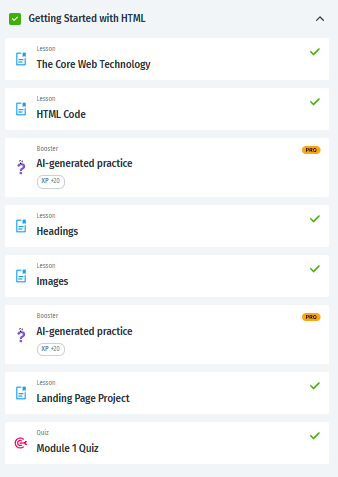 Getting Started with HTML
Lesson
The Core Web Technology
Lesson
HTML Code
Booster
PRO
AI-generated practice
XP +20
Lesson
Headings
Lesson
Images
Booster
PRO
AI-generated practice
XP +20
Lesson
Landing Page Project
Quiz
Module 1 Quiz